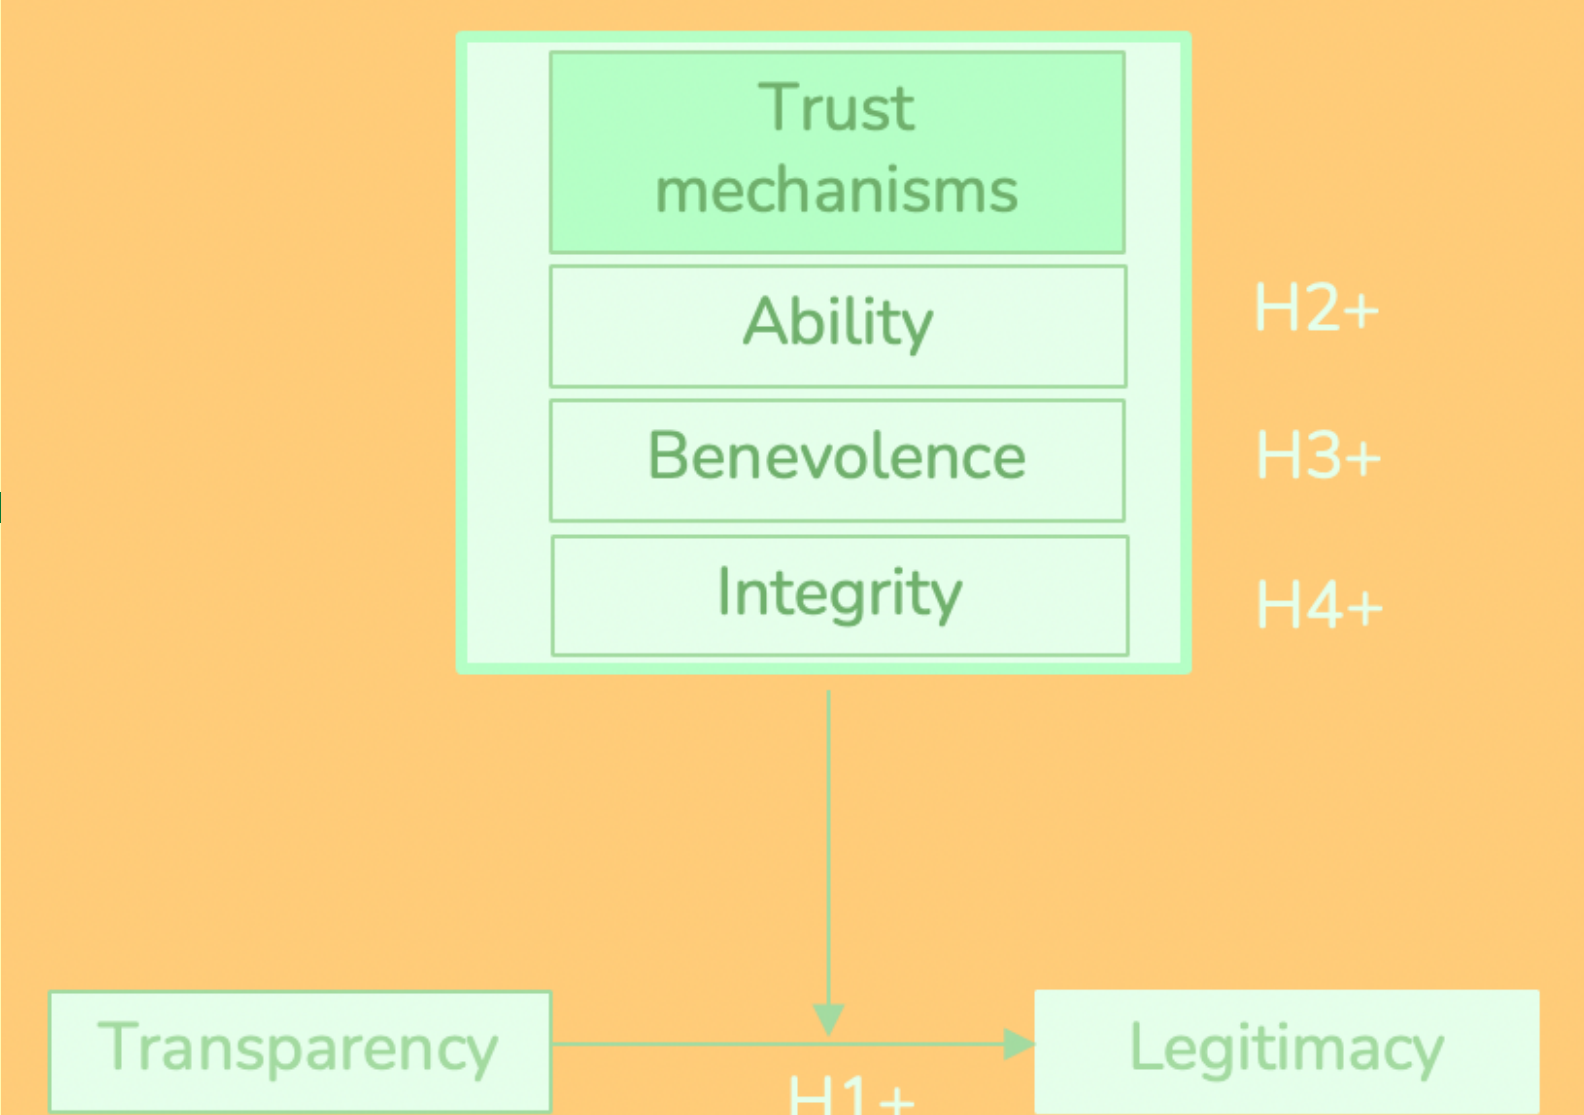 Trust
mechanisms
Ability
H2+
Benevolence
H3+
Integrity
H4+
Transparency
Legitimacy
H1+